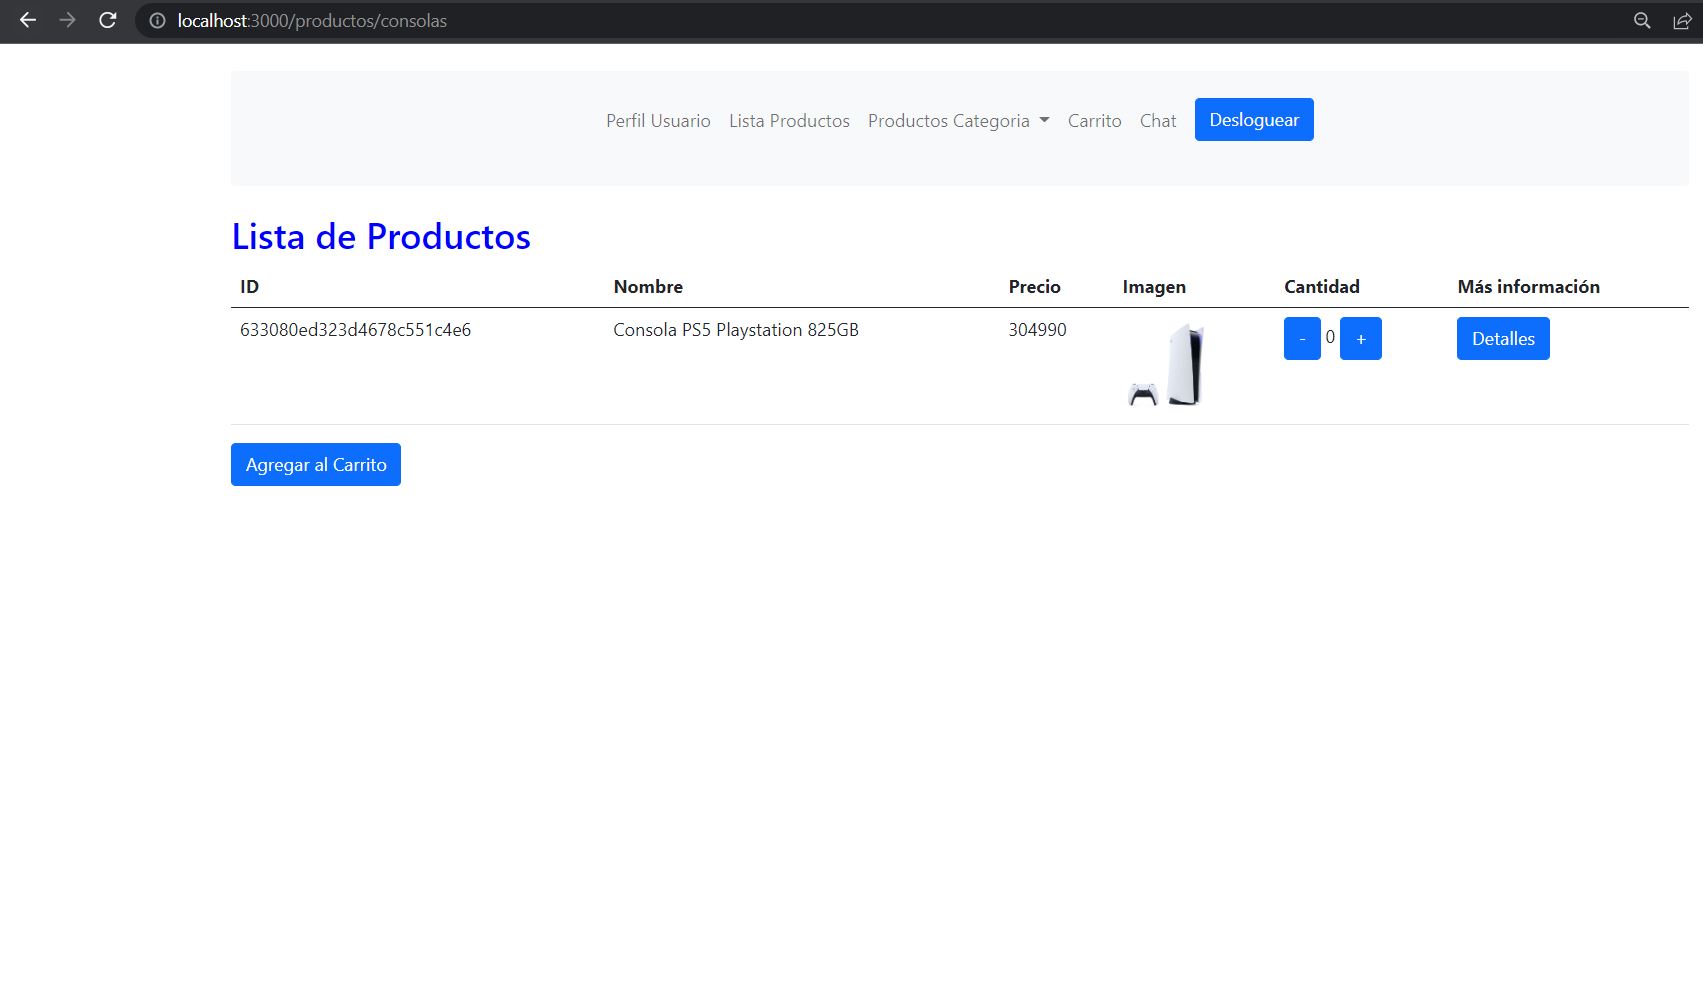 localhost:3000/productos/consolas
Perfil Usuario Lista Productos Productos Categoria Carrito Chat Desloguear
Lista de Productos
ID Nombre Precio Imagen Cantidad Más información
633080ed323d4678c551c4e6 Consola PS5 Playstation 825GB 304990 - 0 + Detalles
Agregar al Carrito